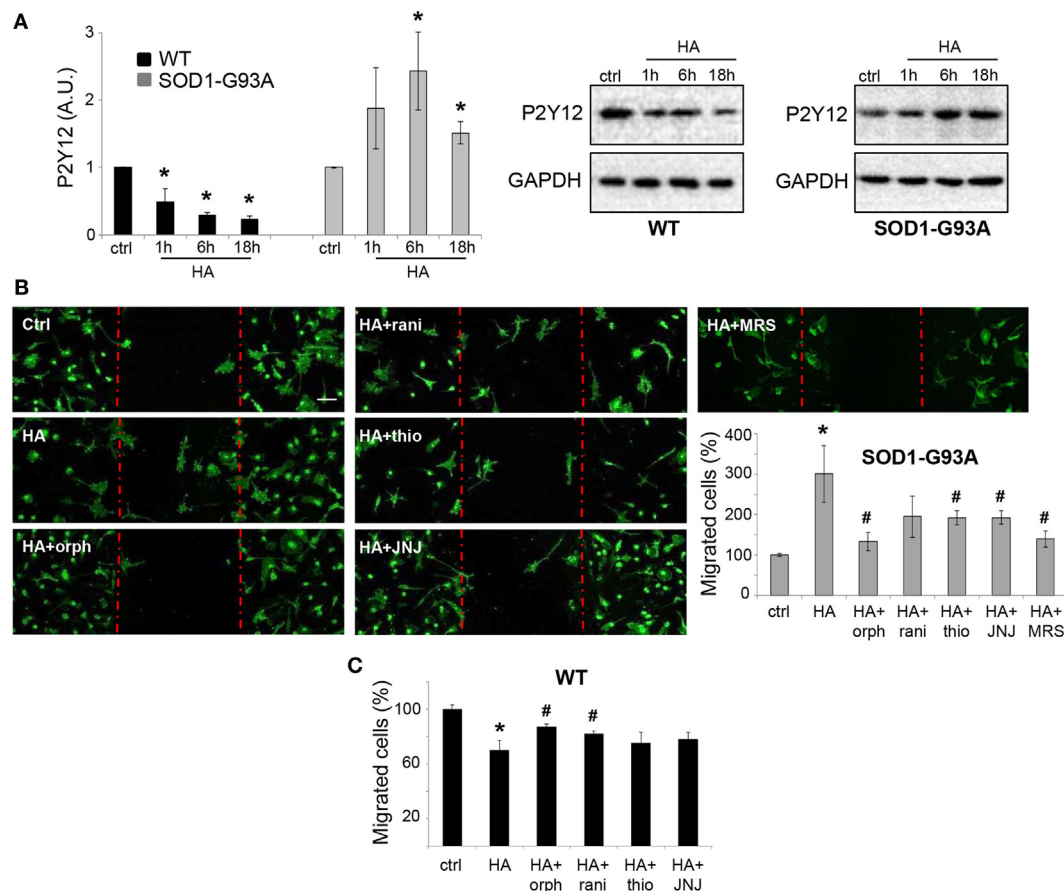 A
P2Y12 (A.U.)
3
2
1
0
WT
SOD1-G93A
*
*
*
*
*
ctrl
1h
6h
18h
HA
ctrl
1h
6h
18h
HA
HA
ctrl
1h
6h
18h
P2Y12
GAPDH
WT
HA
ctrl
1h
6h
18h
P2Y12
GAPDH
SOD1-G93A
B
Ctrl
HA+rani
HA+MRS
HA
HA+thio
HA+orph
HA+JNJ
SOD1-G93A
Migrated cells (%)
400
300
200
100
0
*
#
#
#
#
ctrl
HA
HA+
orph
HA+
rani
HA+
thio
HA+
JNJ
HA+
MRS
C
WT
Migrated cells (%)
100
60
20
*
#
#
ctrl
HA
HA+
orph
HA+
rani
HA+
thio
HA+
JNJ